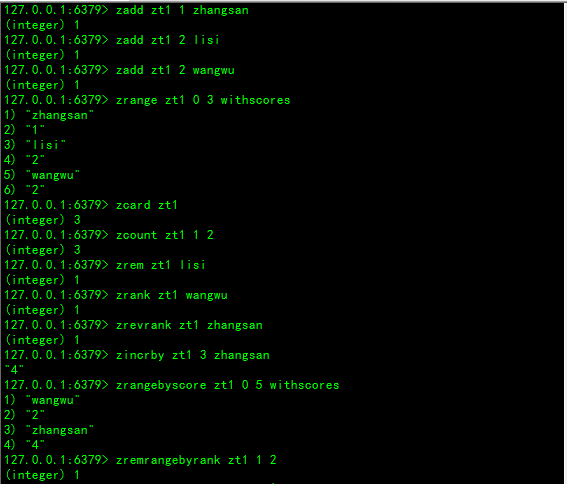 127.0.0.1:6379> zadd zt1 1 zhangsan
(integer) 1
127.0.0.1:6379> zadd zt1 2 lisi
(integer) 1
127.0.0.1:6379> zadd zt1 2 wangwu
(integer) 1
127.0.0.1:6379> zrange zt1 0 3 withscores
1) "zhangsan"
2) "1"
3) "lisi"
4) "2"
5) "wangwu"
6) "2"
127.0.0.1:6379> zcard zt1
(integer) 3
127.0.0.1:6379> zcount zt1 1 2
(integer) 3
127.0.0.1:6379> zrem zt1 lisi
(integer) 1
127.0.0.1:6379> zrank zt1 wangwu
(integer) 1
127.0.0.1:6379> zrevrank zt1 zhangsan
(integer) 1
127.0.0.1:6379> zincrby zt1 3 zhangsan
"4"
127.0.0.1:6379> zrangebyscore zt1 0 5 withscores
1) "wangwu"
2) "2"
3) "zhangsan"
4) "4"
127.0.0.1:6379> zremrangebyrank zt1 1 2
(integer) 1